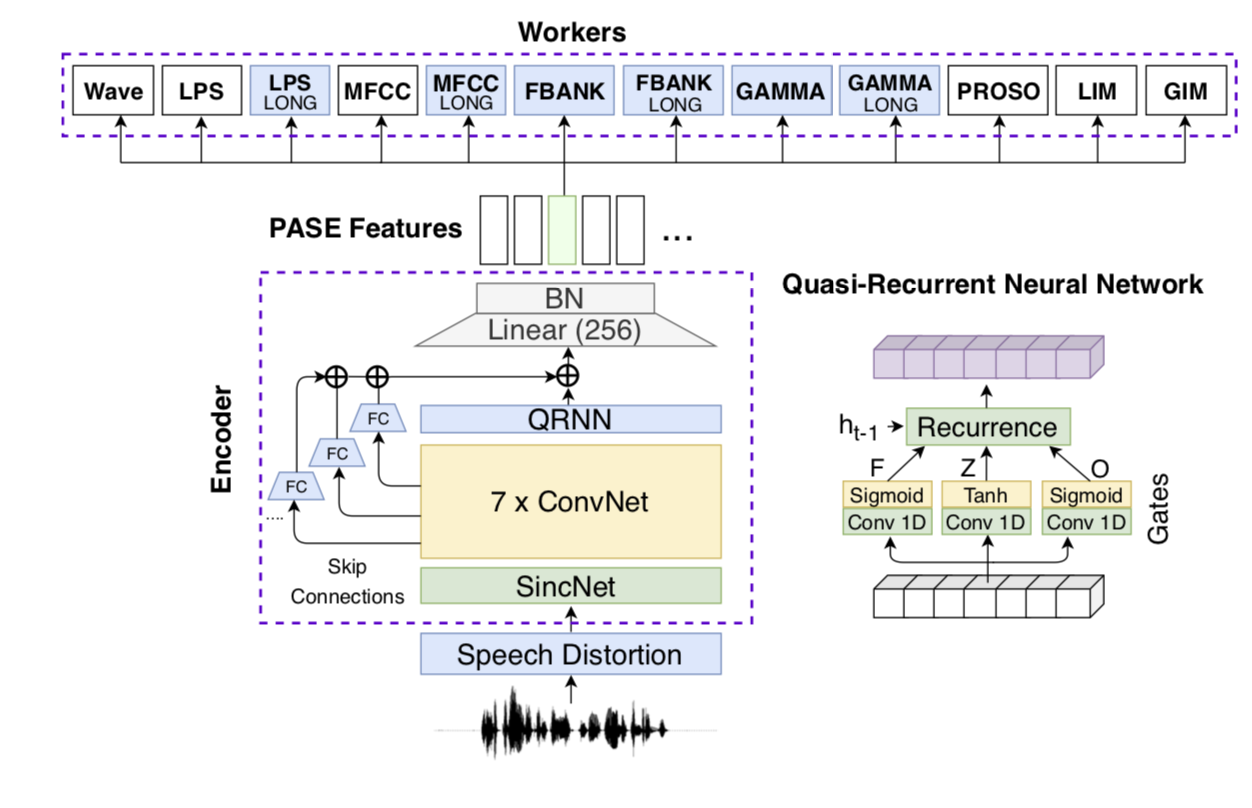 Workers
Wave
LPS
LPS
LONG
MFCC
MFCC
LONG
FBANK
FBANK
LONG
GAMMA
GAMMA
LONG
PROSO
LIM
GIM
PASE Features
...
Encoder
BN
Linear (256)
QRNN
FC
FC
FC
....
7 x ConvNet
Skip
Connections
SincNet
Speech Distortion
Quasi-Recurrent Neural Network
h_{t-1}
Recurrence
F
Z
O
Sigmoid
Tanh
Sigmoid
Conv 1D
Conv 1D
Conv 1D
Gates